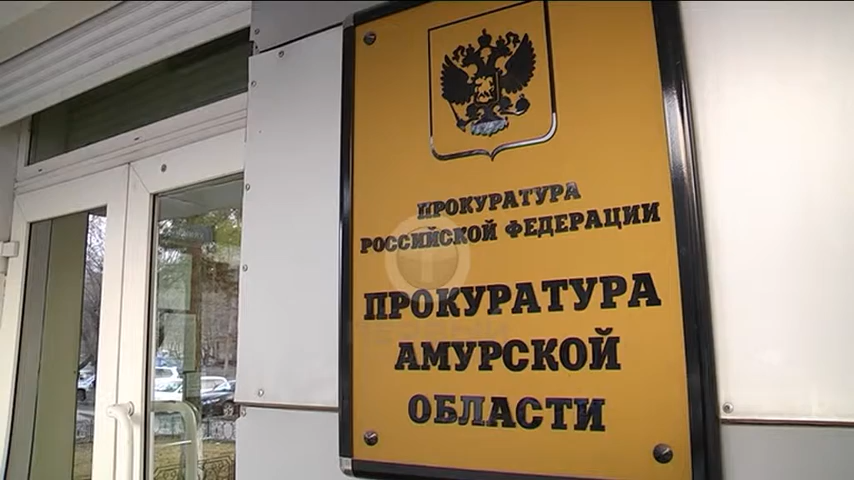 ПРОКУРАТУРА
РОССИЙСКОЙ ФЕДЕРАЦИИ
ПРОКУРАТУРА
АМУРСКОЙ
ОБЛАСТИ